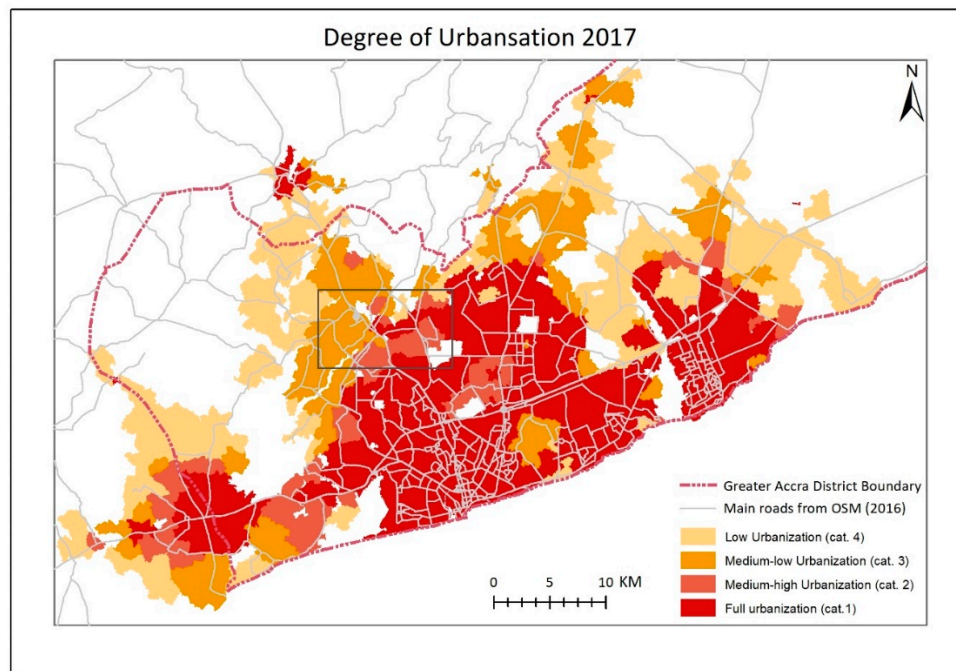 Degree of Urbansation 2017
N
Greater Accra District Boundary
Main roads from OSM (2016)
Low Urbanization (cat. 4)
Medium-low Urbanization (cat. 3)
Medium-high Urbanization (cat. 2)
Full urbanization (cat.1)
0 5 10 KM